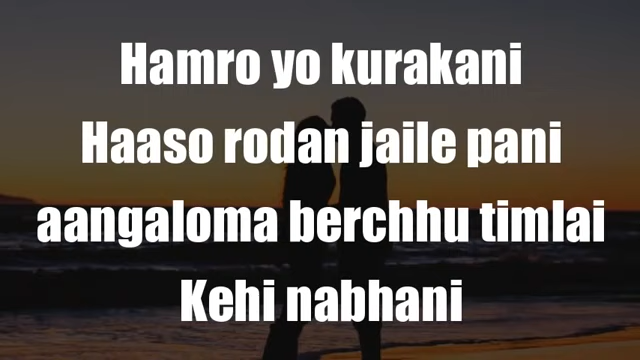 Hamro yo kurakani
Haaso rodan jaile pani
aangaloma berchhu timlai
Kehi nabhani